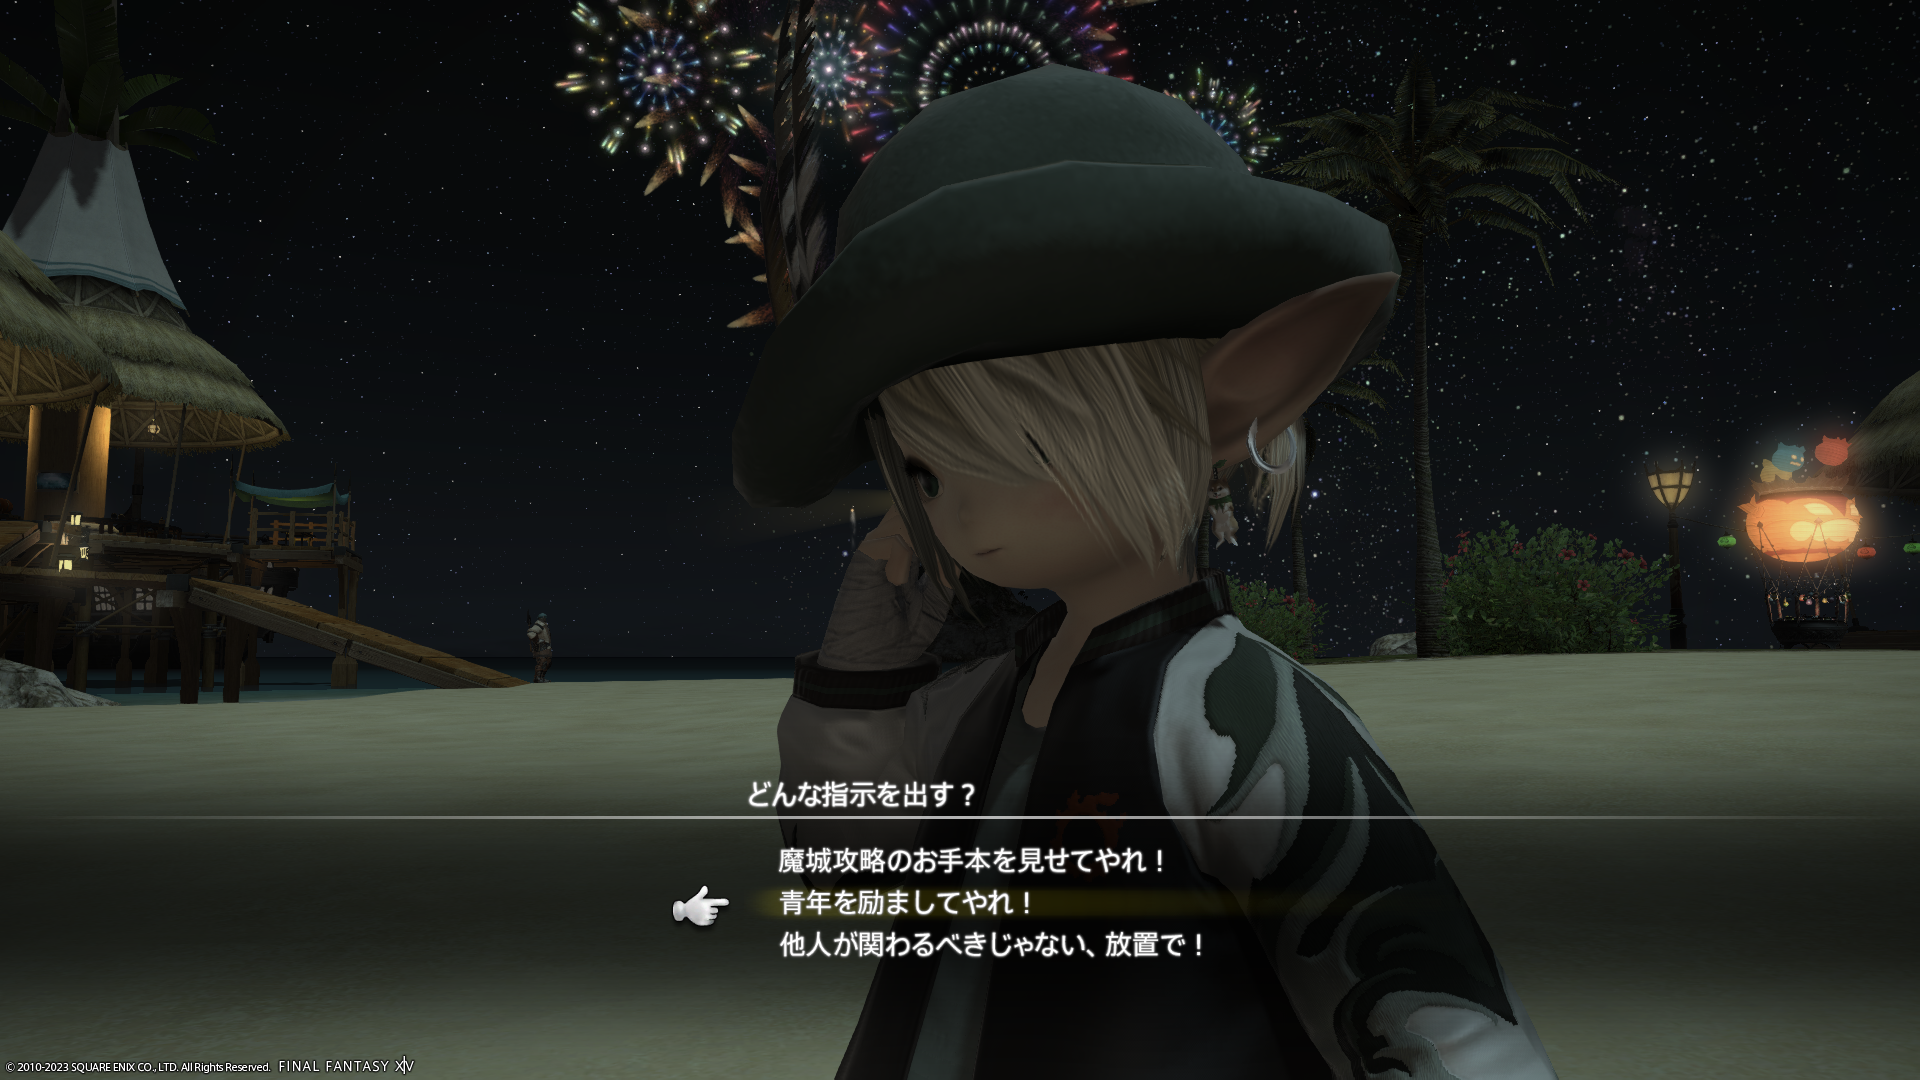 どんな指示を出す？
魔城攻略のお手本を見せてやれ！
青年を励ましてやれ！
他人が関わるべきじゃない、放置で！
© 2010-2023 SQUARE ENIX CO., LTD. All Rights Reserved. FINAL FANTASY XIV